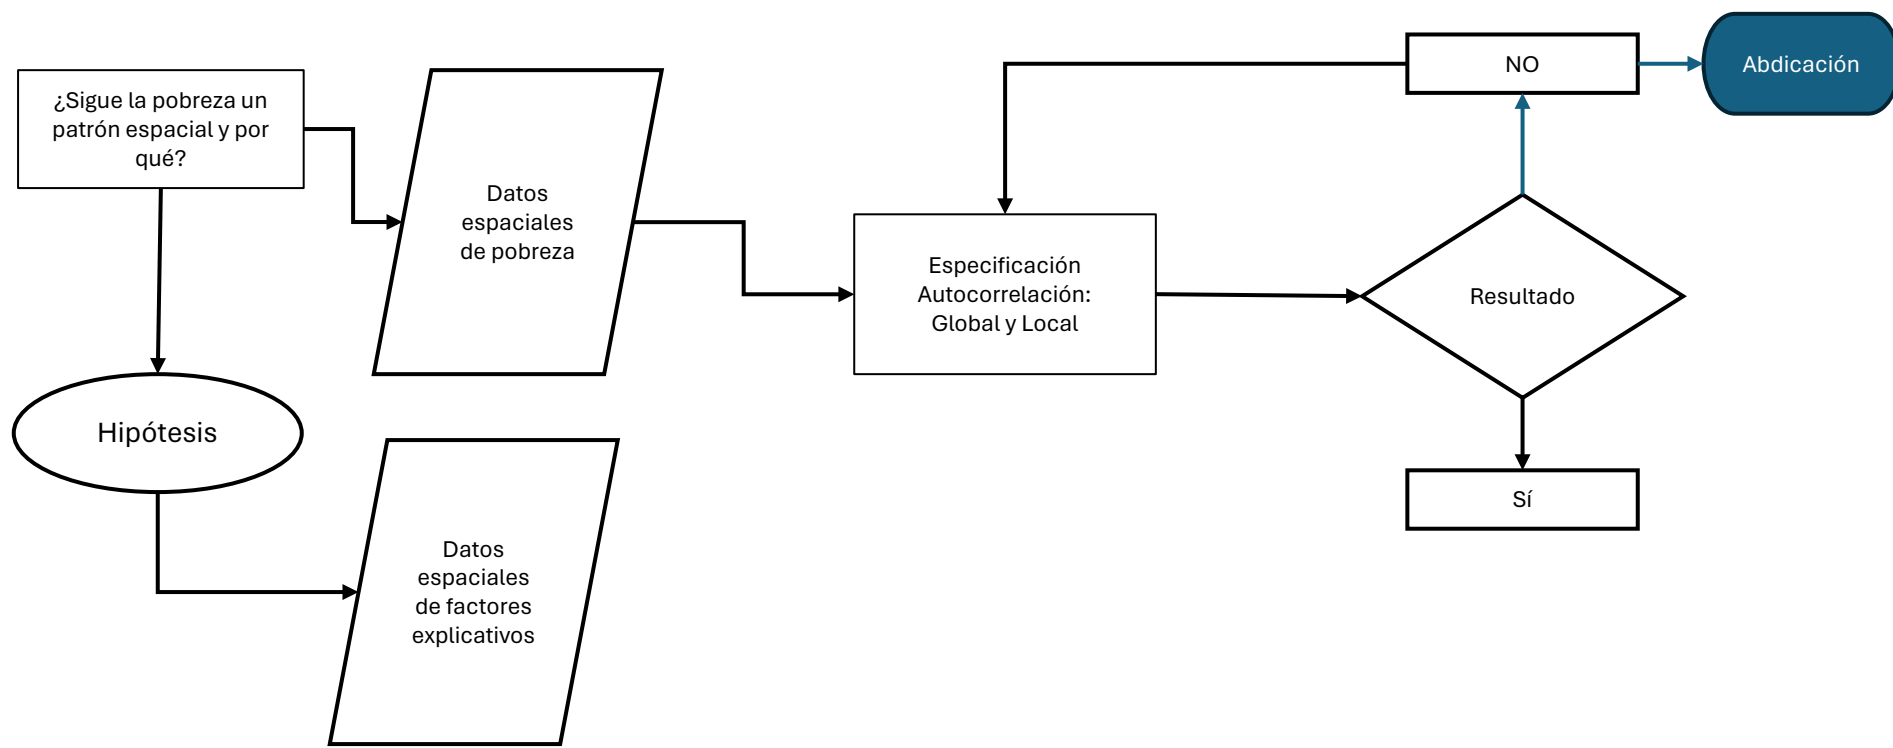 ¿Sigue la pobreza un
patrón espacial y por
qué?
Datos
espaciales
de pobreza
Especificación
Autocorrelación:
Global y Local
NO
Abdicación
Resultado
Sí
Hipótesis
Datos
espaciales
de factores
explicativos